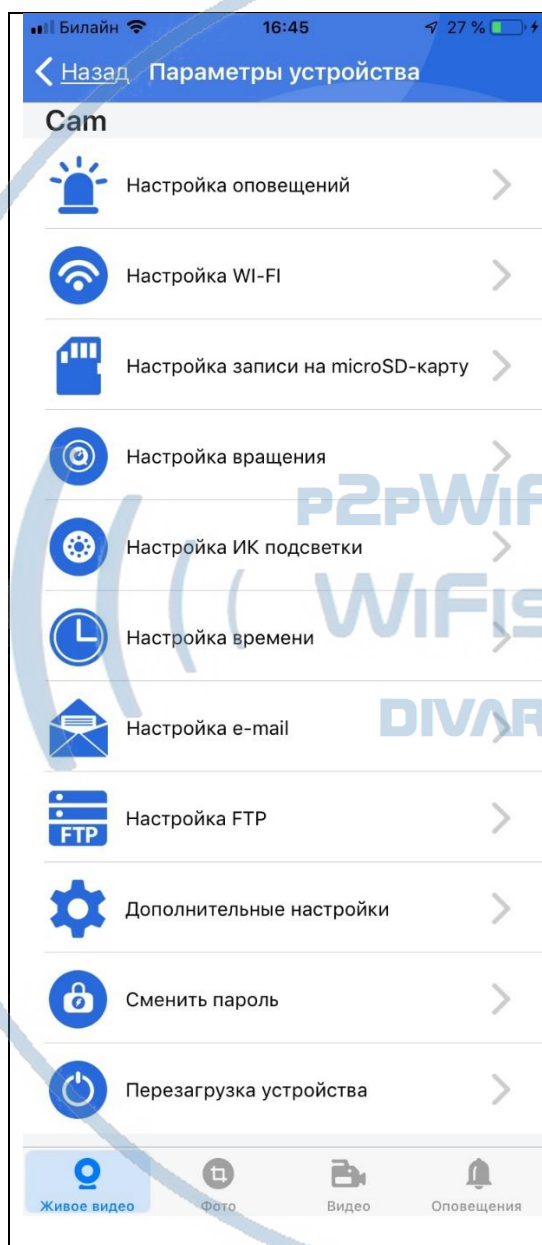 Билайн 16:45 27 %
Назад Параметры устройства
Cam
Настройка оповещений
Настройка WI-FI
Настройка записи на microSD-карту
Настройка вращения
Настройка ИК подсветки
Настройка времени
Настройка e-mail
FTP Настройка FTP
Дополнительные настройки
Сменить пароль
Перезагрузка устройства
Живое видео Фото Видео Оповещения